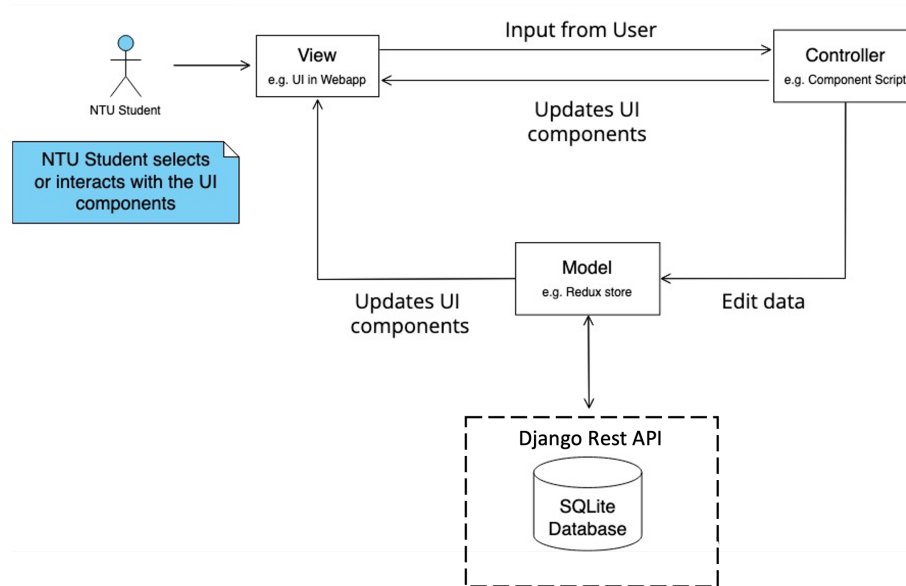 Input from User
View
e.g. UI in Webapp
Controller
e.g. Component Script
NTU Student
Updates UI
components
NTU Student selects
or interacts with the UI
components
Model
e.g. Redux store
Updates UI
components
Edit data
Django Rest API
SQLite
Database